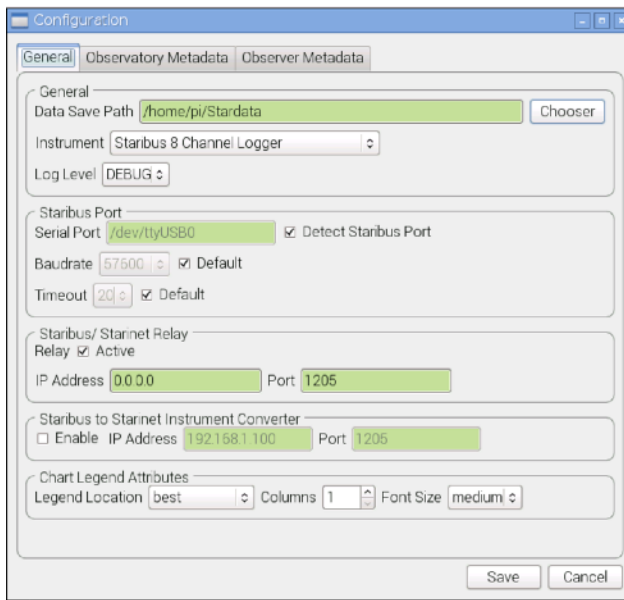 Configuration
General Observatory Metadata Observer Metadata
General
Data Save Path /home/pi/Stardata Chooser
Instrument Staribus 8 Channel Logger
Log Level DEBUG
Staribus Port
Serial Port /dev/ttyUSB0 Detect Staribus Port
Baudrate 57600 Default
Timeout 20 Default
Staribus/ Starinet Relay
Relay Active
IP Address 0.0.0.0 Port 1205
Staribus to Starinet Instrument Converter
Enable IP Address 192.168.1.100 Port 1205
Chart Legend Attributes
Legend Location best Columns 1 Font Size medium
Save Cancel